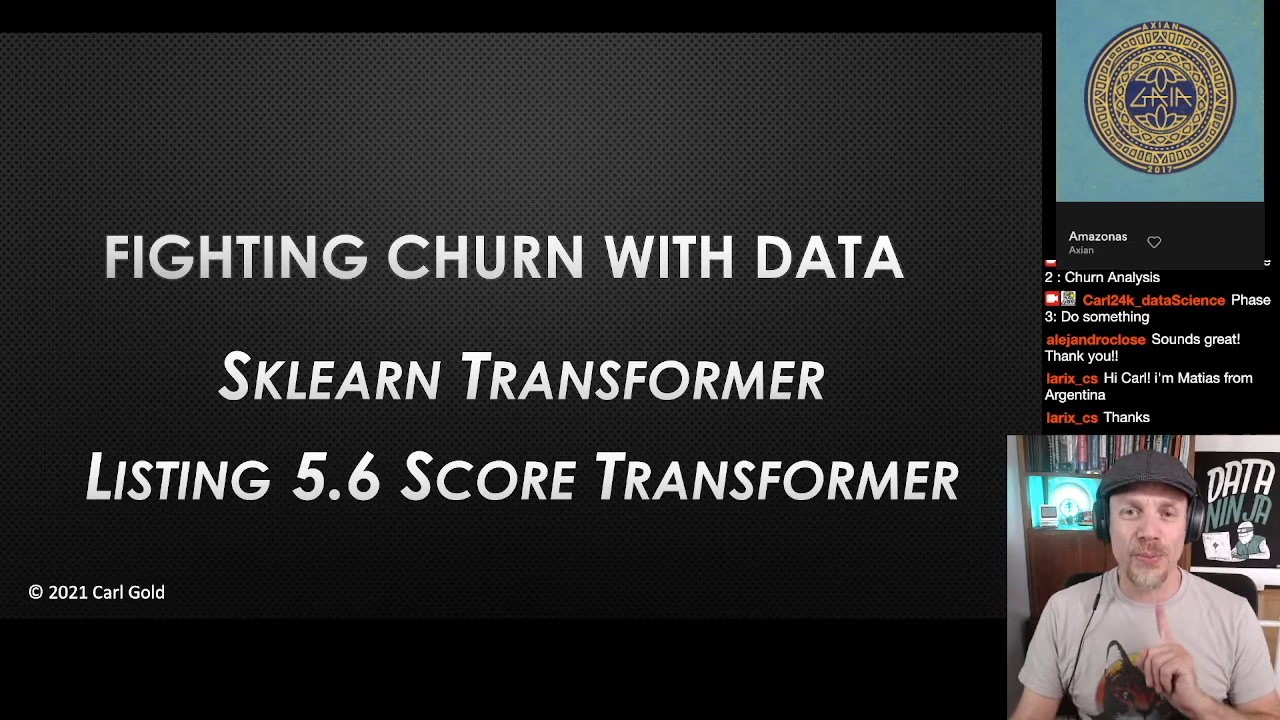 FIGHTING CHURN WITH DATA
SKLEARN TRANSFORMER
LISTING 5.6 SCORE TRANSFORMER
© 2021 Carl Gold
AXIAN
GAIA
2017
Amazonas
Axian
2 : Churn Analysis
Carl24k_dataScience Phase
3: Do something
alejandroclose Sounds great!
Thank you!!
larix_cs Hi Carl! i'm Matias from
Argentina
larix_cs Thanks
DATA
NINJA